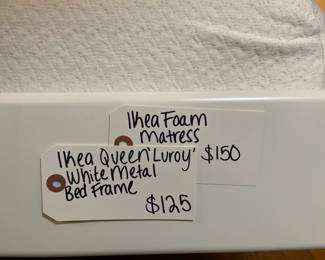 Ikea Foam
Matress
$150
Ikea Queen 'Luroy'
White Metal
Bed Frame
$125